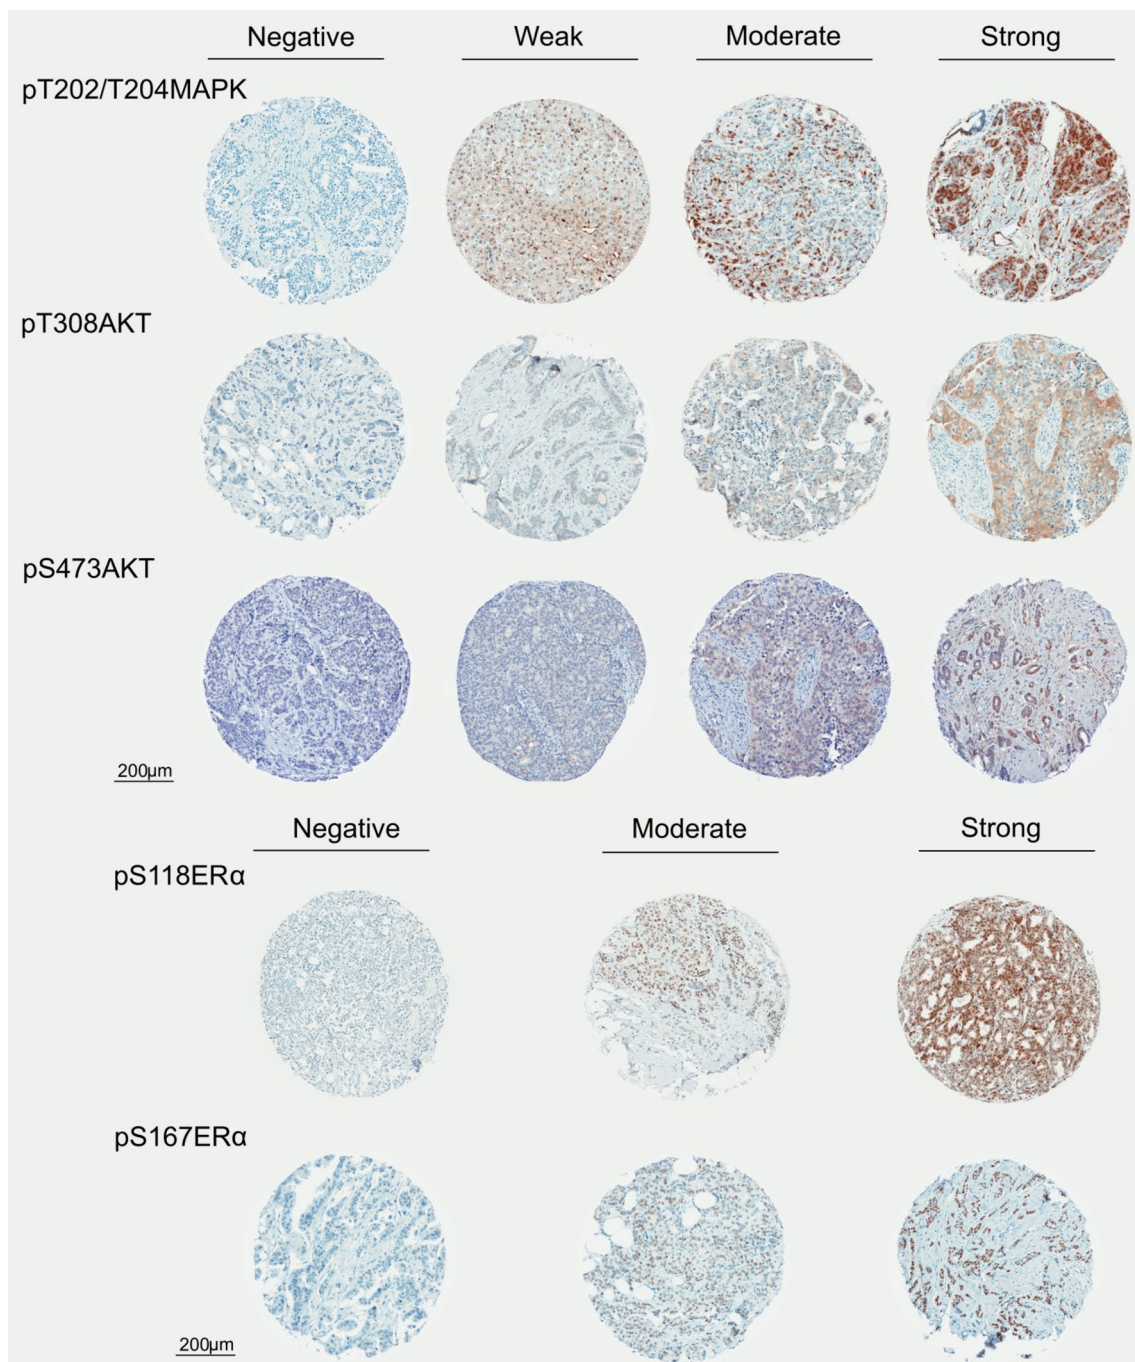 Negative Weak Moderate Strong
pT202/T204MAPK
pT308AKT
pS473AKT
200µm
Negative Moderate Strong
pS118ERα
pS167ERα
200µm